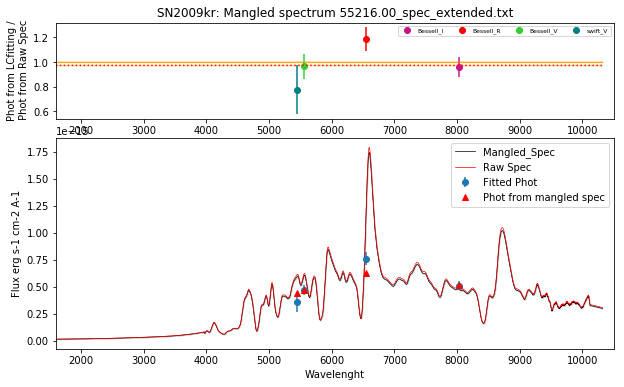 SN2009kr: Mangled spectrum 55216.00_spec_extended.txt
Phot from LCfitting /
Phot from Raw Spec
1.2
1.0
0.8
0.6
Bessell_I
Bessell_R
Bessell_V
swift_V
2000 3000 4000 5000 6000 7000 8000 9000 10000
Flux erg s-1 cm-2 A-1
1.75
1.50
1.25
1.00
0.75
0.50
0.25
0.00
Mangled_Spec
Raw Spec
Fitted Phot
Phot from mangled spec
2000 3000 4000 5000 6000 7000 8000 9000 10000
Wavelenght